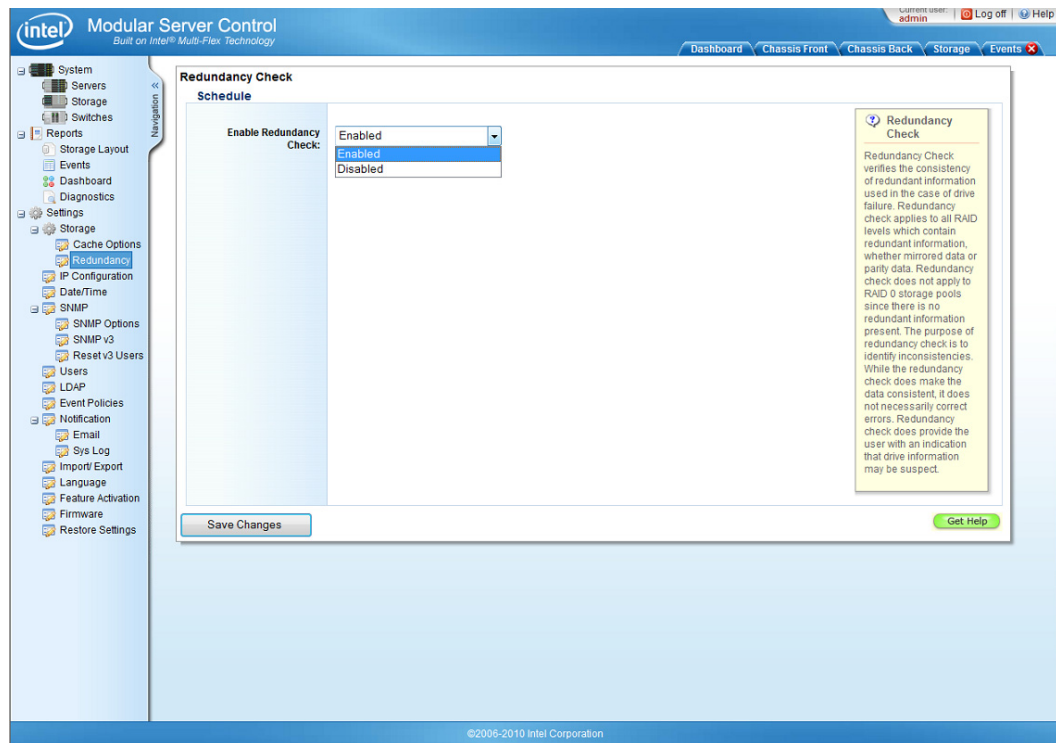 intel
Modular Server Control
Built on Intel® Multi-Flex Technology
Current user:
admin
Log off
Help
Dashboard
Chassis Front
Chassis Back
Storage
Events
Navigation
System
Servers
Storage
Switches
Reports
Storage Layout
Events
Dashboard
Diagnostics
Settings
Storage
Cache Options
Redundancy
IP Configuration
Date/Time
SNMP
SNMP Options
SNMP v3
Reset v3 Users
Users
LDAP
Event Policies
Notification
Email
Sys Log
Import/ Export
Language
Feature Activation
Firmware
Restore Settings
Redundancy Check
Schedule
Enable Redundancy
Check:
Enabled
Enabled
Disabled
Redundancy
Check
Redundancy Check
verifies the consistency
of redundant information
used in the case of drive
failure. Redundancy
check applies to all RAID
levels which contain
redundant information,
whether mirrored data or
parity data. Redundancy
check does not apply to
RAID 0 storage pools
since there is no
redundant information
present. The purpose of
redundancy check is to
identify inconsistencies.
While the redundancy
check does make the
data consistent, it does
not necessarily correct
errors. Redundancy
check does provide the
user with an indication
that drive information
may be suspect.
Save Changes
Get Help
©2006-2010 Intel Corporation